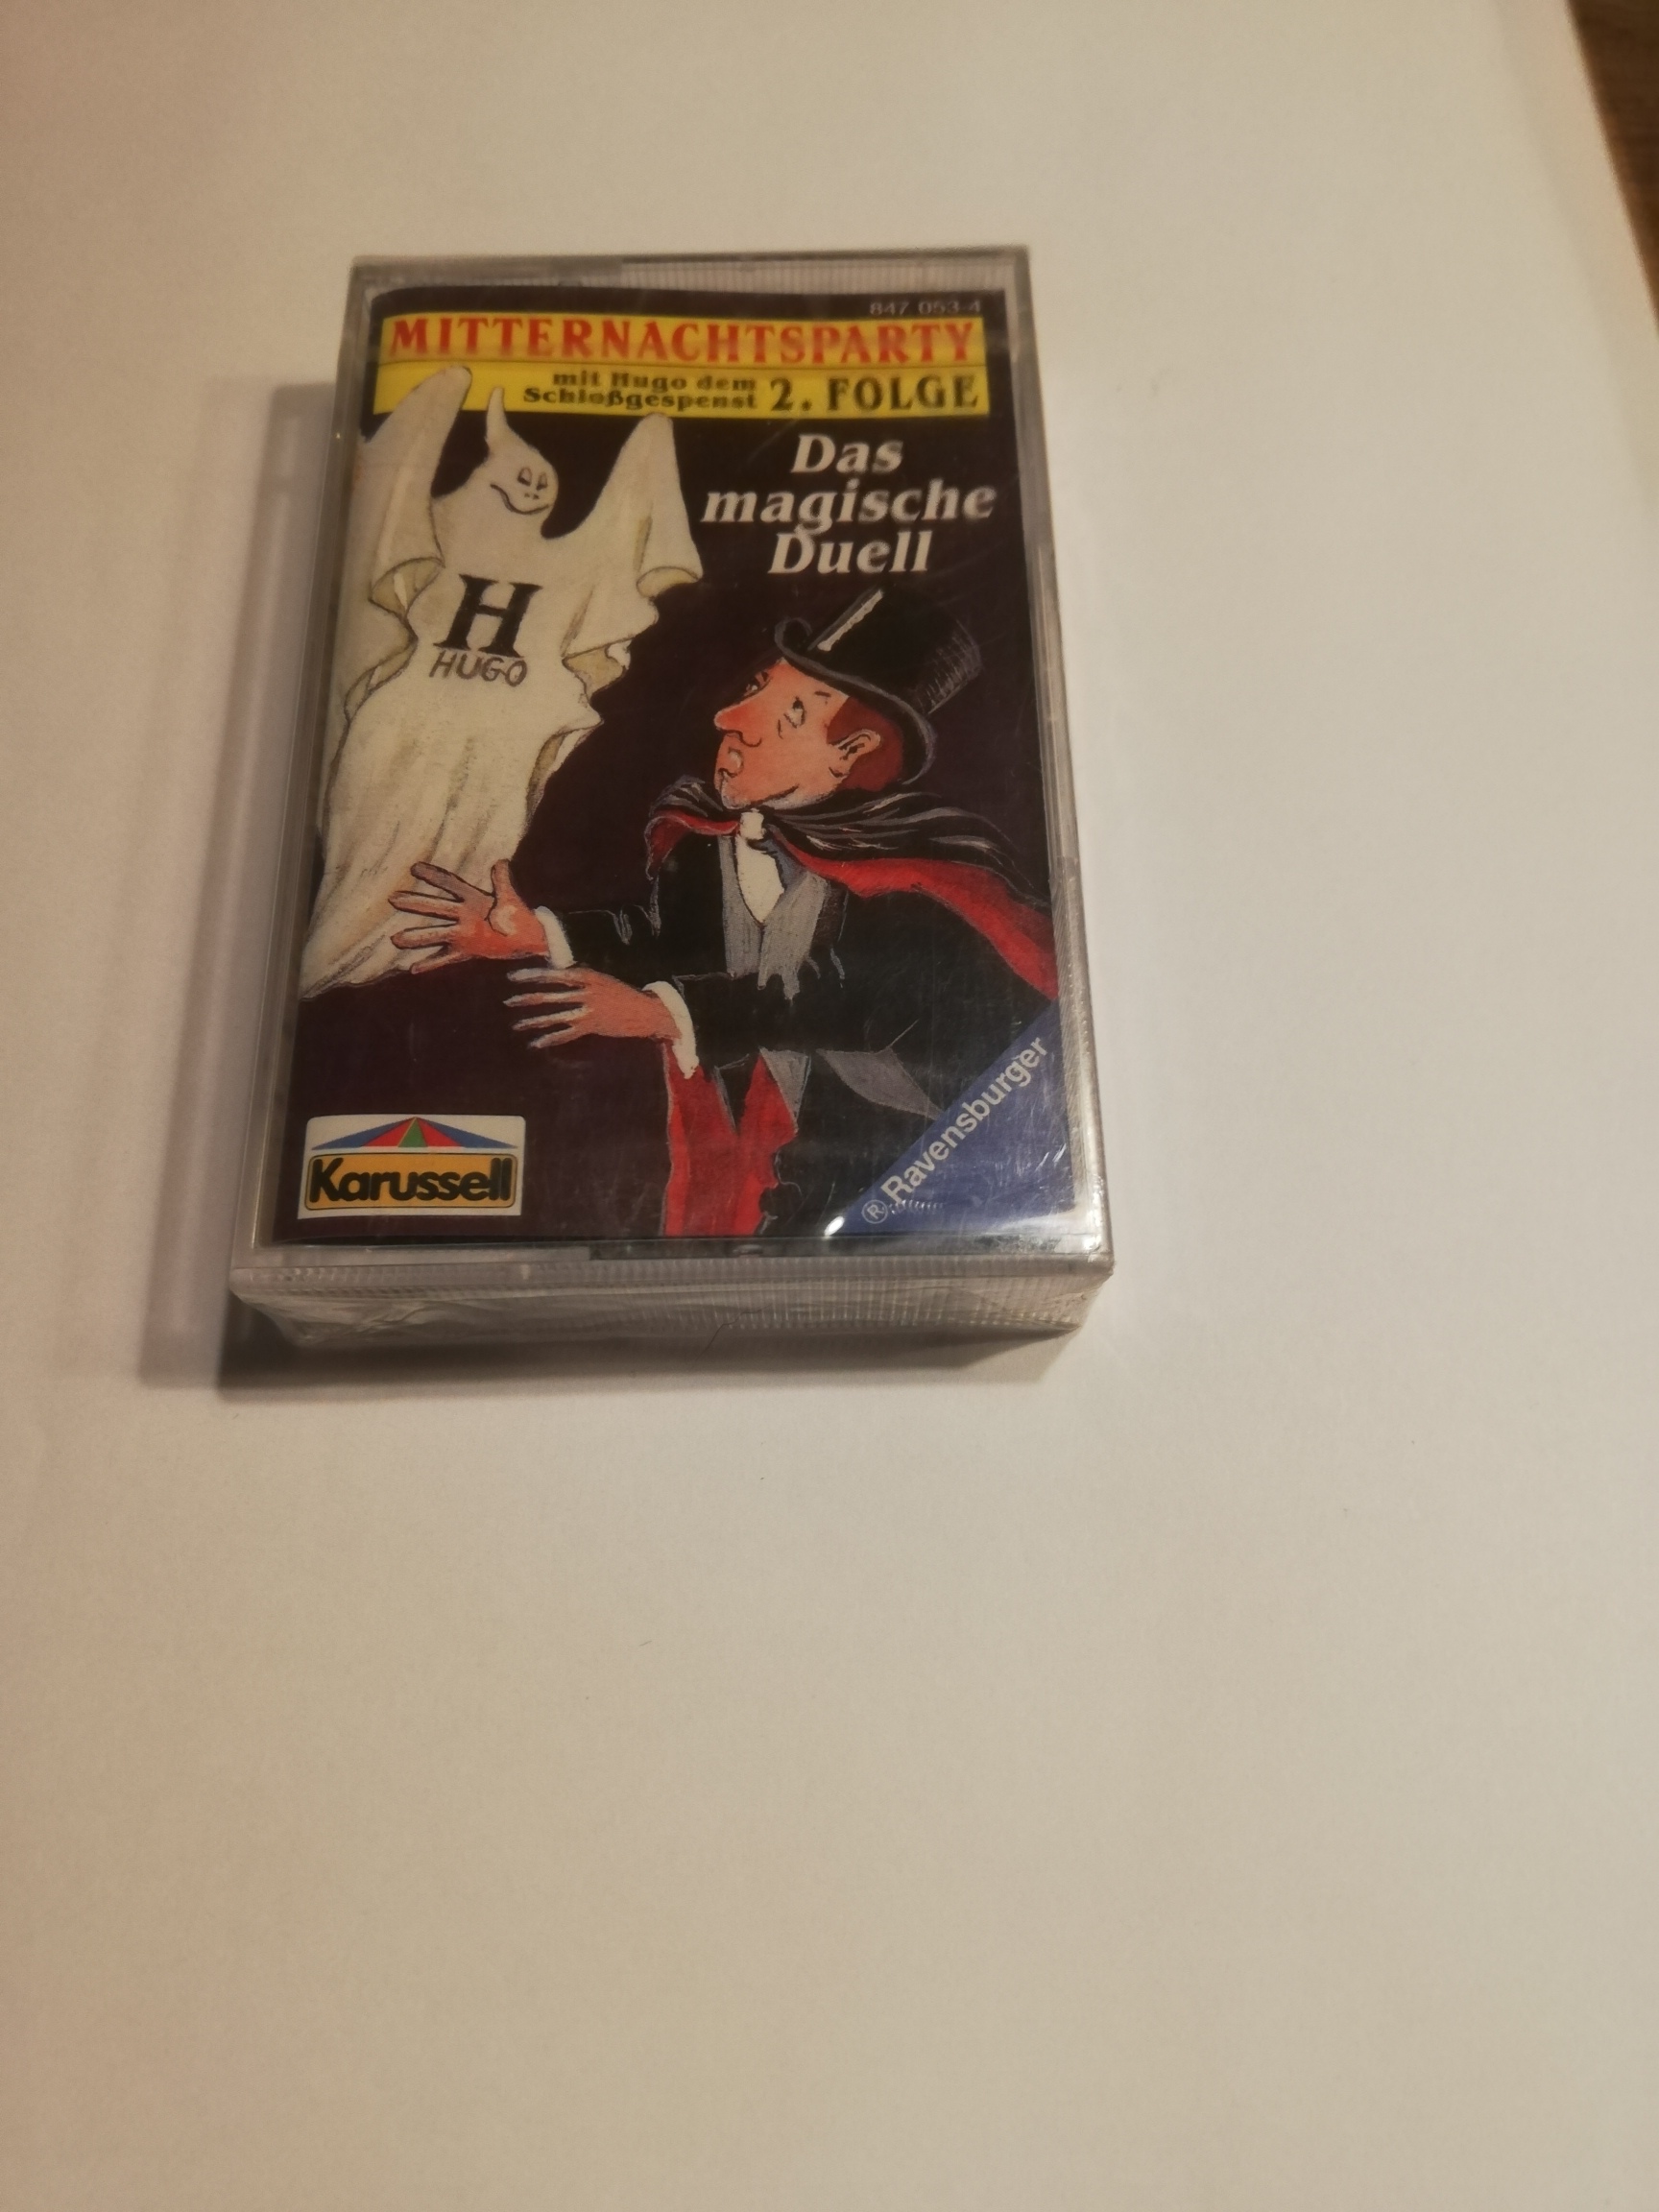 847 053-4
MITTERNACHTSPARTY
mit Hugo dem
Schloßgespenst 2. FOLGE
Das
magische
Duell
H
HUGO
® Ravensburger
Karussell